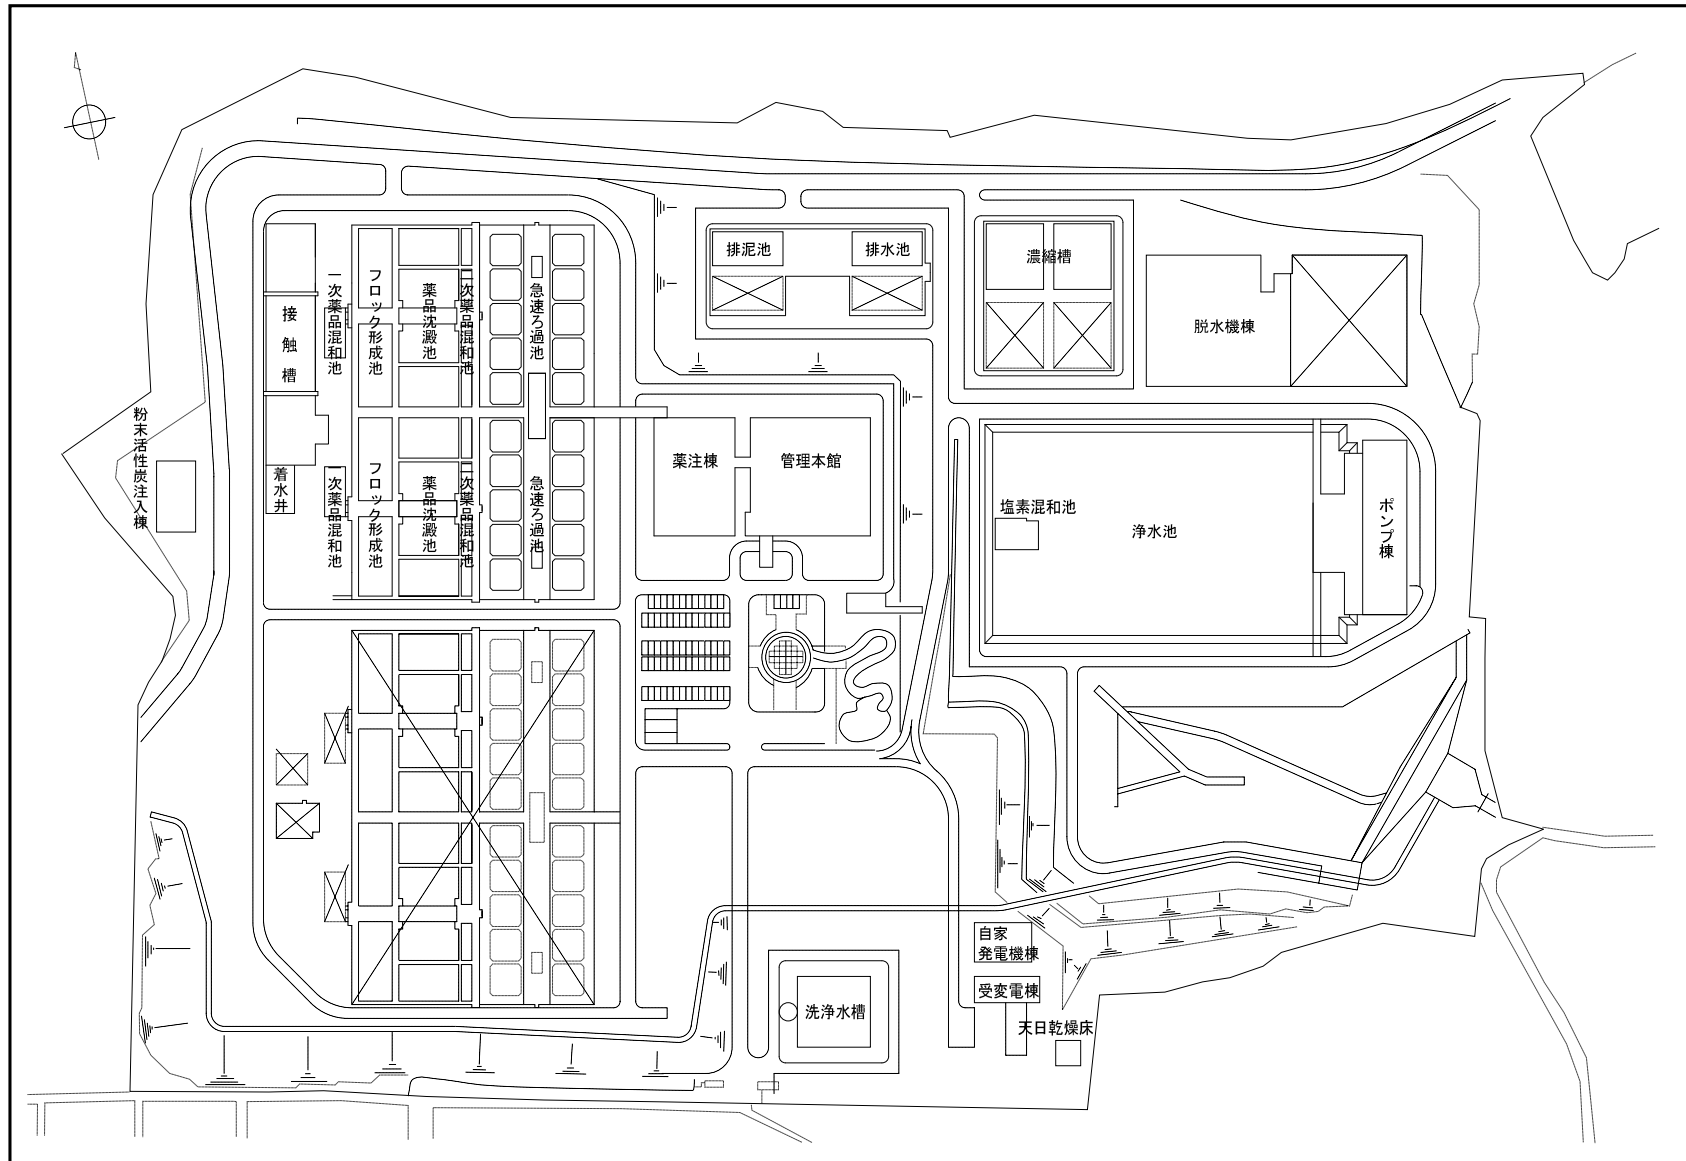 排泥池
排水池
濃縮槽
脱水機棟
接触槽
一次薬品混和池
フロック形成池
薬品沈澱池
二次薬品混和池
急速ろ過池
粉末活性炭注入棟
着水井
一次薬品混和池
フロック形成池
薬品沈澱池
二次薬品混和池
急速ろ過池
薬注棟
管理本館
塩素混和池
浄水池
ポンプ棟
自家
発電機棟
受変電棟
洗浄水槽
天日乾燥床